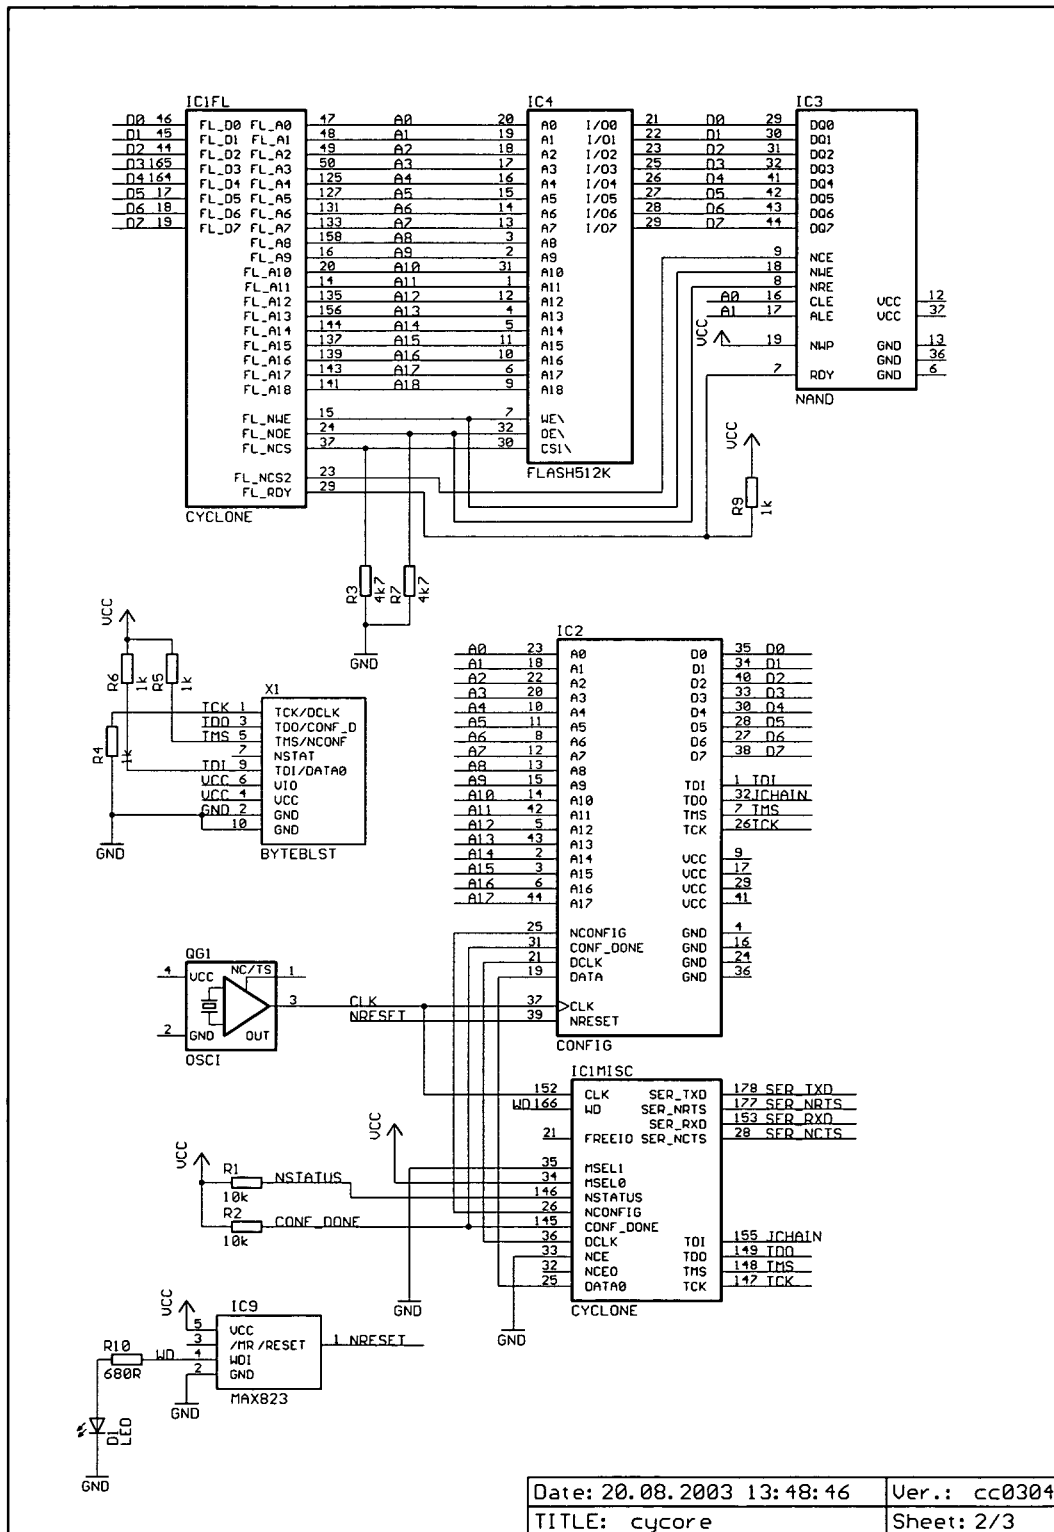 IC1FL IC4 IC3
D0 46 FL_D0 FL_A0 47 A0 20 A0 I/O0 21 D0 29 DQ0
D1 45 FL_D1 FL_A1 48 A1 19 A1 I/O1 22 D1 30 DQ1
D2 44 FL_D2 FL_A2 49 A2 18 A2 I/O2 23 D2 31 DQ2
D3 165 FL_D3 FL_A3 50 A3 17 A3 I/O3 25 D3 32 DQ3
D4 164 FL_D4 FL_A4 125 A4 16 A4 I/O4 26 D4 41 DQ4
D5 17 FL_D5 FL_A5 127 A5 15 A5 I/O5 27 D5 42 DQ5
D6 18 FL_D6 FL_A6 131 A6 14 A6 I/O6 28 D6 43 DQ6
D7 19 FL_D7 FL_A7 133 A7 13 A7 I/O7 29 D7 44 DQ7
FL_A8 158 A8 3 A8
FL_A9 16 A9 2 A9 9 NCE
FL_A10 20 A10 31 A10 18 NWE
FL_A11 14 A11 1 A11 8 NRE
FL_A12 135 A12 12 A12 A0 16 CLE VCC 12
FL_A13 156 A13 4 A13 A1 17 ALE VCC 37
FL_A14 144 A14 5 A14 VCC
FL_A15 137 A15 11 A15 19 NWP GND 13
FL_A16 139 A16 10 A16 GND 36
FL_A17 143 A17 6 A17 7 RDY GND 6
FL_A18 141 A18 9 A18
NAND
FL_NWE 15 7 WE\
FL_NOE 24 32 OE\
FL_NCS 37 30 CS1\
VCC
FLASH512K
FL_NCS2 23
FL_RDY 29
R9 1k
CYCLONE
R3 4k7 R7 4k7
GND
VCC
R6 1k R5 1k
X1
TCK 1 TCK/DCLK
TDO 3 TDO/CONF_D
TMS 5 TMS/NCONF
7 NSTAT
TDI 9 TDI/DATA0
VCC 6 VIO
VCC 4 VCC
GND 2 GND
10 GND
R4 1k
GND
BYTEBLST
IC2
A0 23 A0 D0 35 D0
A1 18 A1 D1 34 D1
A2 22 A2 D2 40 D2
A3 20 A3 D3 33 D3
A4 10 A4 D4 30 D4
A5 11 A5 D5 28 D5
A6 8 A6 D6 27 D6
A7 12 A7 D7 38 D7
A8 13 A8
A9 15 A9 TDI 1 TDI
A10 14 A10 TDO 32 JCHAIN
A11 42 A11 TMS 7 TMS
A12 5 A12 TCK 26 TCK
A13 43 A13
A14 2 A14 VCC 9
A15 3 A15 VCC 17
A16 6 A16 VCC 29
A17 44 A17 VCC 41
25 NCONFIG GND 4
31 CONF_DONE GND 16
21 DCLK GND 24
19 DATA GND 36
CLK 37 CLK
NRESET 39 NRESET
CONFIG
QG1
4 VCC NC/TS 1
3
2 GND OUT
OSCI
IC1MISC
152 CLK SER_TXD 178 SER_TXD
WD 166 WD SER_NRTS 177 SER_NRTS
SER_RXD 153 SER_RXD
21 FREEIO SER_NCTS 28 SER_NCTS
VCC
35 MSEL1
34 MSEL0
VCC
R1 10k NSTATUS 146 NSTATUS
26 NCONFIG
R2 10k CONF_DONE 145 CONF_DONE
36 DCLK TDI 155 JCHAIN
33 NCE TDO 149 TDO
32 NCEO TMS 148 TMS
25 DATA0 TCK 147 TCK
CYCLONE
GND
GND
VCC
IC9
5 VCC
3 /MR /RESET 1 NRESET
R10 680R WD 4 WDI
2 GND
MAX823
GND
D1 LED
GND
Date: 20.08.2003 13:48:46 Ver.: cc0304
TITLE: cycore Sheet: 2/3